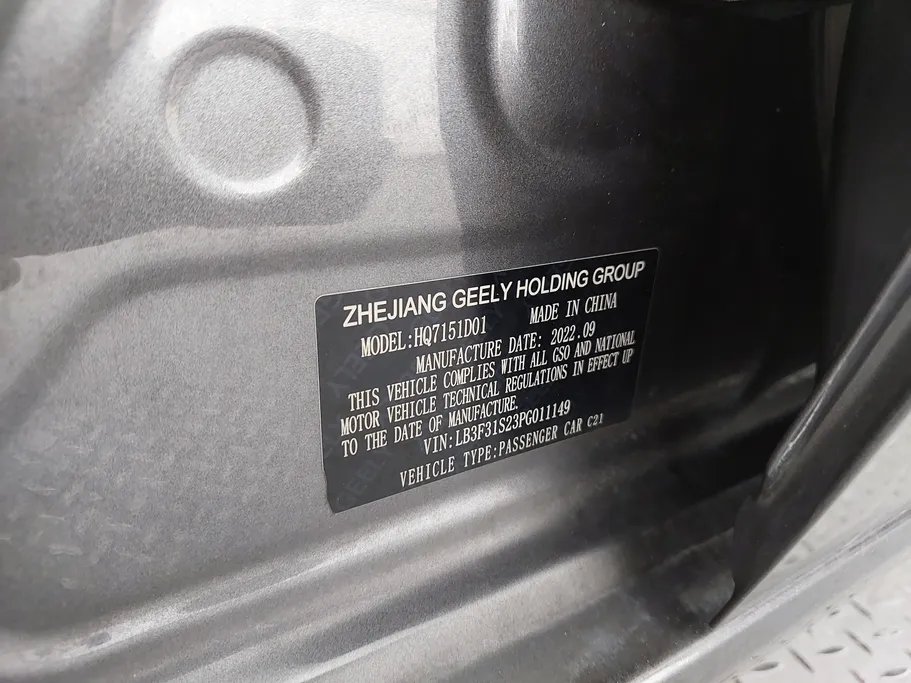 ZHEJIANG GEELY HOLDING GROUP
MODEL:HQ7151D01 MADE IN CHINA
MANUFACTURE DATE: 2022.09
THIS VEHICLE COMPLIES WITH ALL GSO AND NATIONAL
MOTOR VEHICLE TECHNICAL REGULATIONS IN EFFECT UP
TO THE DATE OF MANUFACTURE.
VIN:LB3F31S23PG011149
VEHICLE TYPE:PASSENGER CAR C21